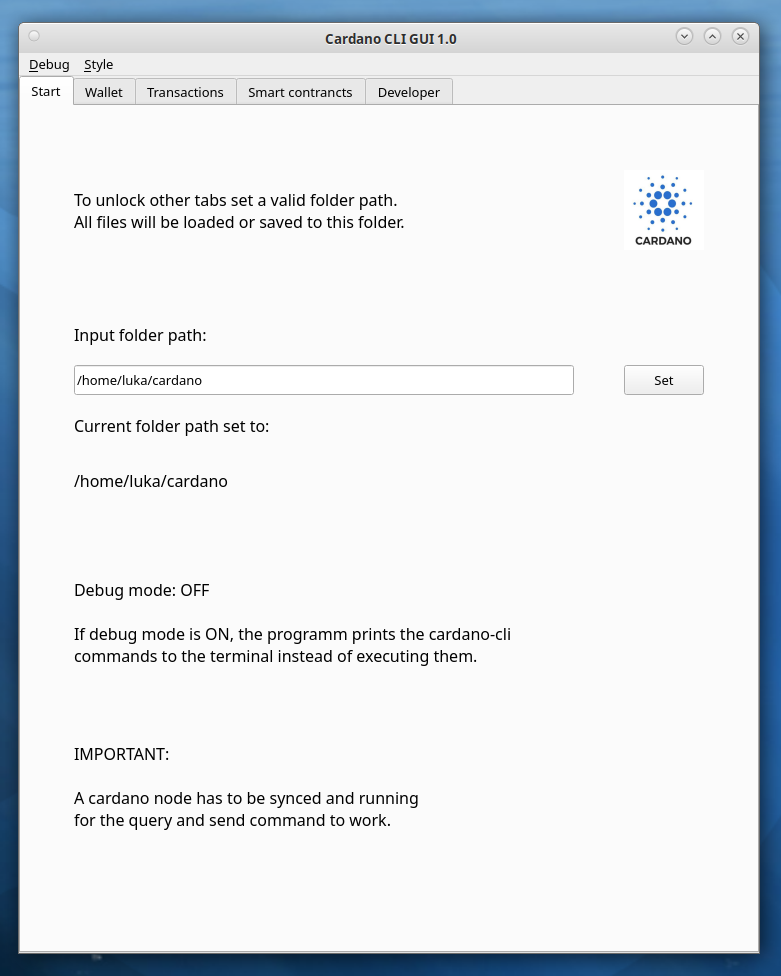 Cardano CLI GUI 1.0
Debug Style
Start Wallet Transactions Smart contrancts Developer
To unlock other tabs set a valid folder path.
All files will be loaded or saved to this folder.
CARDANO
Input folder path:
/home/luka/cardano Set
Current folder path set to:
/home/luka/cardano
Debug mode: OFF
If debug mode is ON, the programm prints the cardano-cli
commands to the terminal instead of executing them.
IMPORTANT:
A cardano node has to be synced and running
for the query and send command to work.